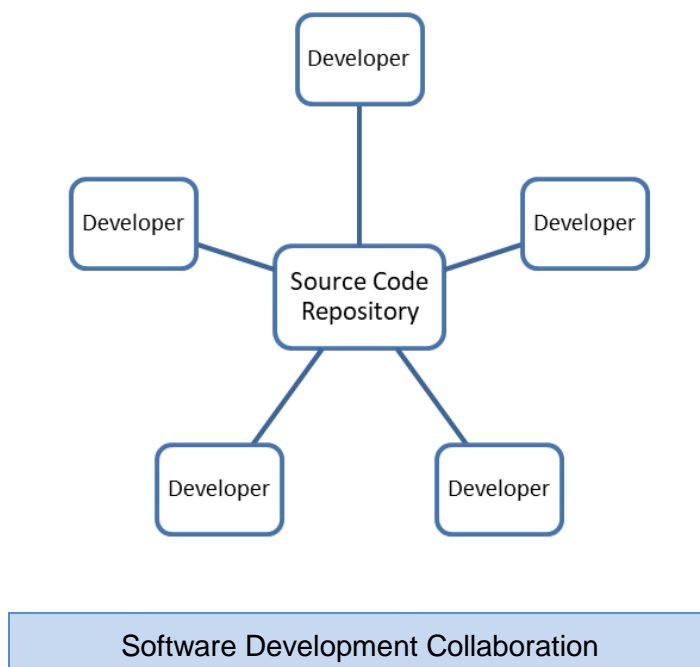 Developer
Developer
Developer
Source Code
Repository
Developer
Developer
Software Development Collaboration